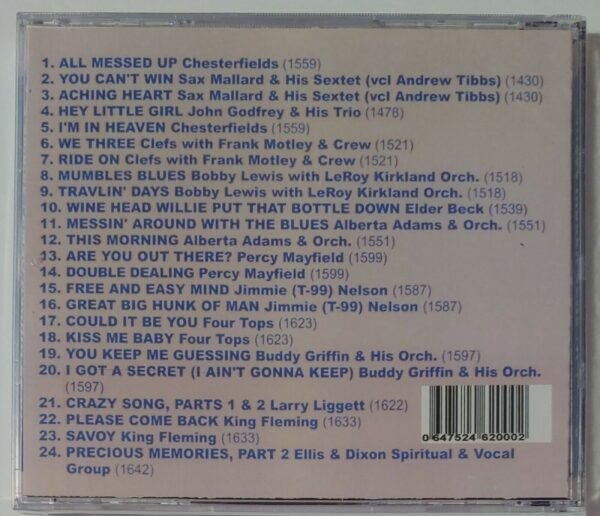 1. ALL MESSED UP Chesterfields (1559)
2. YOU CAN'T WIN Sax Mallard & His Sextet (vcl Andrew Tibbs) (1430)
3. ACHING HEART Sax Mallard & His Sextet (vcl Andrew Tibbs) (1430)
4. HEY LITTLE GIRL John Godfrey & His Trio (1478)
5. I'M IN HEAVEN Chesterfields (1559)
6. WE THREE Clefs with Frank Motley & Crew (1521)
7. RIDE ON Clefs with Frank Motley & Crew (1521)
8. MUMBLES BLUES Bobby Lewis with LeRoy Kirkland Orch. (1518)
9. TRAVLIN' DAYS Bobby Lewis with LeRoy Kirkland Orch. (1518)
10. WINE HEAD WILLIE PUT THAT BOTTLE DOWN Elder Beck (1539)
11. MESSIN' AROUND WITH THE BLUES Alberta Adams & Orch. (1551)
12. THIS MORNING Alberta Adams & Orch. (1551)
13. ARE YOU OUT THERE? Percy Mayfield (1599)
14. DOUBLE DEALING Percy Mayfield (1599)
15. FREE AND EASY MIND Jimmie (T-99) Nelson (1587)
16. GREAT BIG HUNK OF MAN Jimmie (T-99) Nelson (1587)
17. COULD IT BE YOU Four Tops (1623)
18. KISS ME BABY Four Tops (1623)
19. YOU KEEP ME GUESSING Buddy Griffin & His Orch. (1597)
20. I GOT A SECRET (I AIN'T GONNA KEEP) Buddy Griffin & His Orch.
(1597)
21. CRAZY SONG, PARTS 1 & 2 Larry Liggett (1622)
22. PLEASE COME BACK King Fleming (1633)
23. SAVOY King Fleming (1633)
24. PRECIOUS MEMORIES, PART 2 Ellis & Dixon Spiritual & Vocal
Group (1642)
0 647524 620002